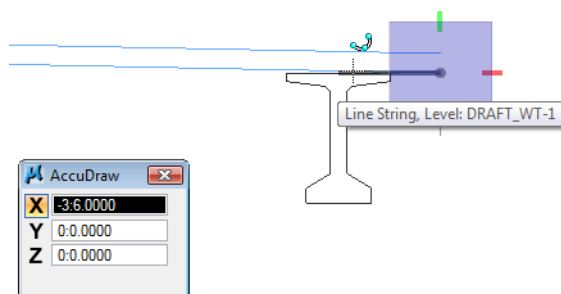 Line String, Level: DRAFT_WT-1
AccuDraw
X -3:6.0000
Y 0:0.0000
Z 0:0.0000